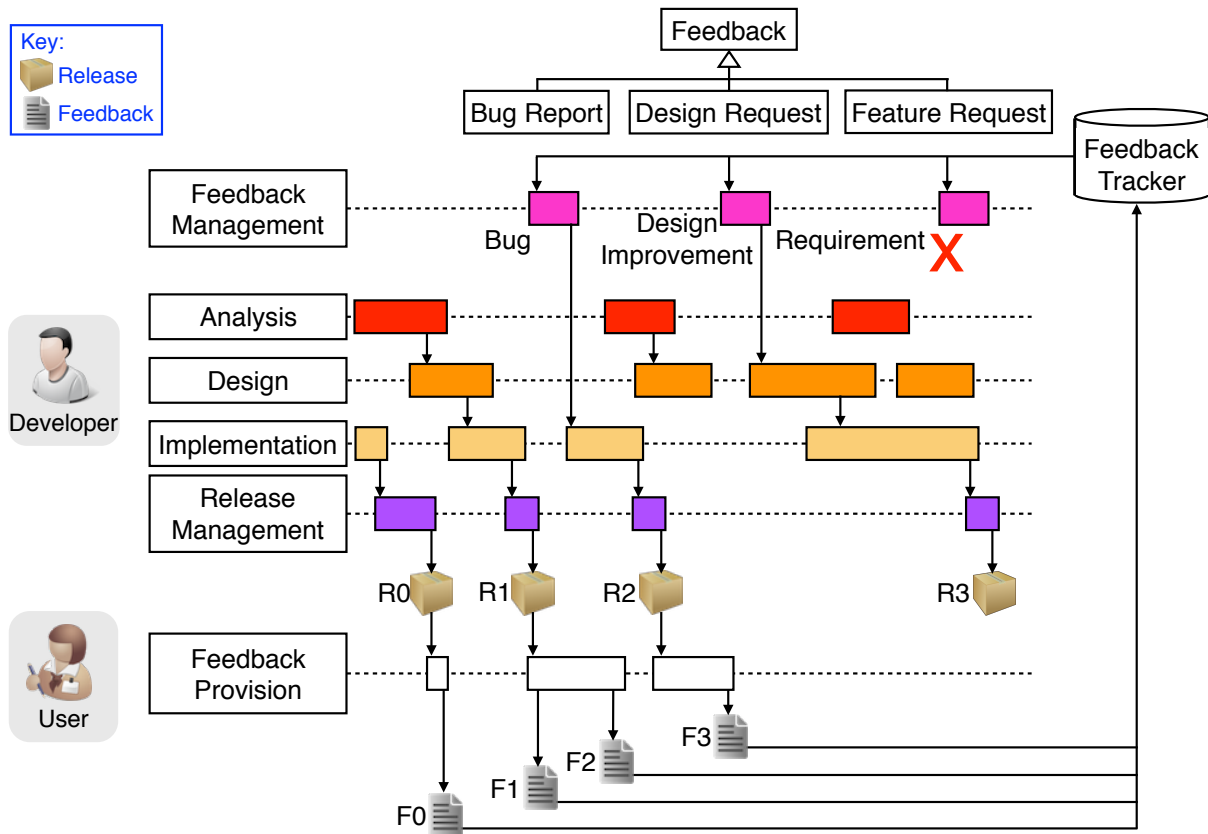 Key:
Release
Feedback
Feedback
Bug Report
Design Request
Feature Request
Feedback
Tracker
Feedback
Management
Bug
Design
Improvement
Requirement
X
Analysis
Design
Developer
Implementation
Release
Management
R0
R1
R2
R3
Feedback
Provision
User
F3
F2
F1
F0